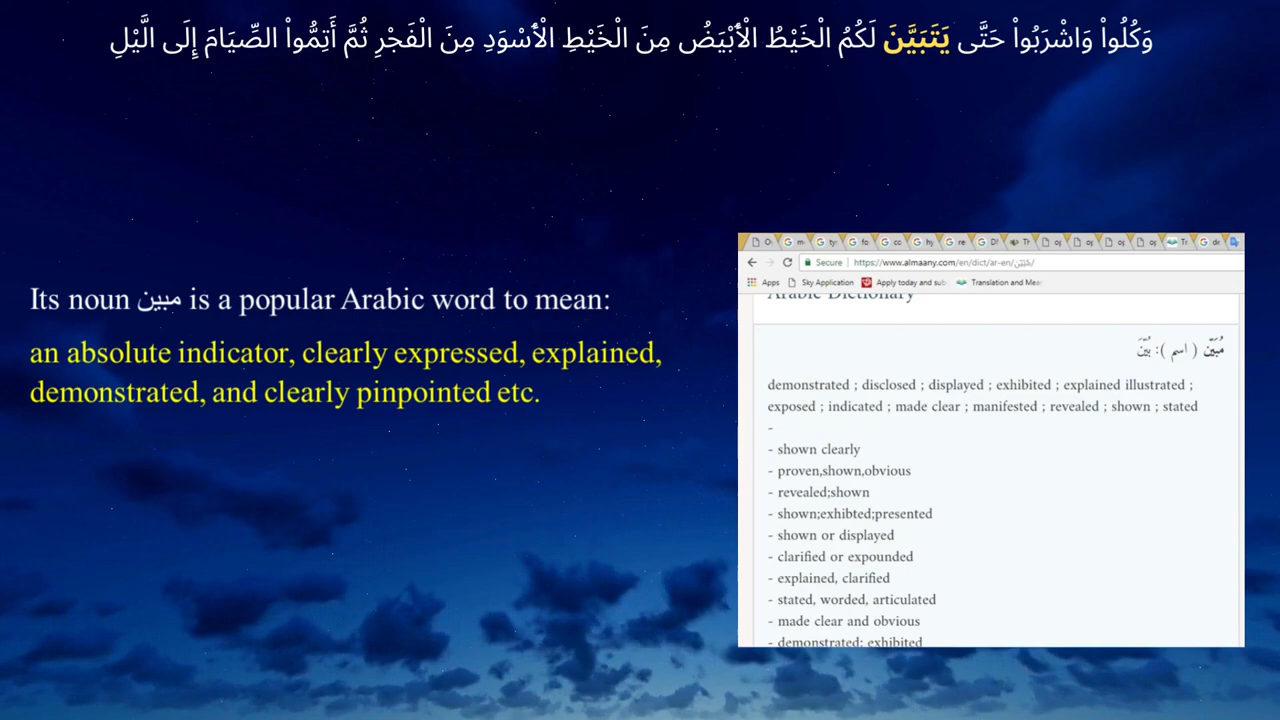 وَكُلُواْ وَاشْرَبُواْ حَتَّى يَتَبَيَّنَ لَكُمُ الْخَيْطُ الْأَبْيَضُ مِنَ الْخَيْطِ الْأَسْوَدِ مِنَ الْفَجْرِ ثُمَّ أَتِمُّواْ الصِّيَامَ إِلَى الَّيْلِ
Its noun مبين is a popular Arabic word to mean:
an absolute indicator, clearly expressed, explained,
demonstrated, and clearly pinpointed etc.
Secure https://www.almaany.com/en/dict/ar-en/مُبَيَّن/
Apps Sky Application Apply today and sub Translation and Mea
Arabic Dictionary
مُبَيَّن ( اسم ): بُيِّنَ
demonstrated ; disclosed ; displayed ; exhibited ; explained illustrated ;
exposed ; indicated ; made clear ; manifested ; revealed ; shown ; stated
-
- shown clearly
- proven,shown,obvious
- revealed;shown
- shown;exhibted;presented
- shown or displayed
- clarified or expounded
- explained, clarified
- stated, worded, articulated
- made clear and obvious
- demonstrated; exhibited